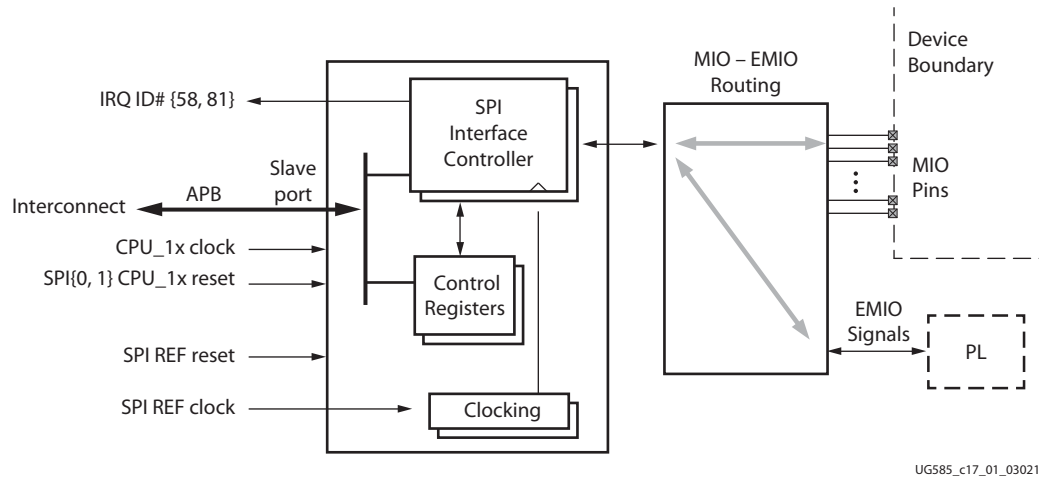 IRQ ID# {58, 81}
Interconnect
APB
Slave
port
CPU_1x clock
SPI{0, 1} CPU_1x reset
SPI REF reset
SPI REF clock
SPI
Interface
Controller
Control
Registers
Clocking
MIO – EMIO
Routing
Device
Boundary
MIO
Pins
EMIO
Signals
PL
UG585_c17_01_03021